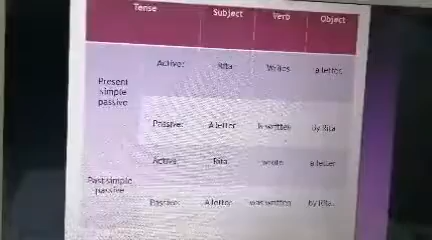 Tense Subject Verb Object
Present simple passive
Active: Rita Writes a letter.
Passive: A letter is written by Rita
Active: Rita wrote a letter
Past simple passive
Passive: A letter was written by Rita.